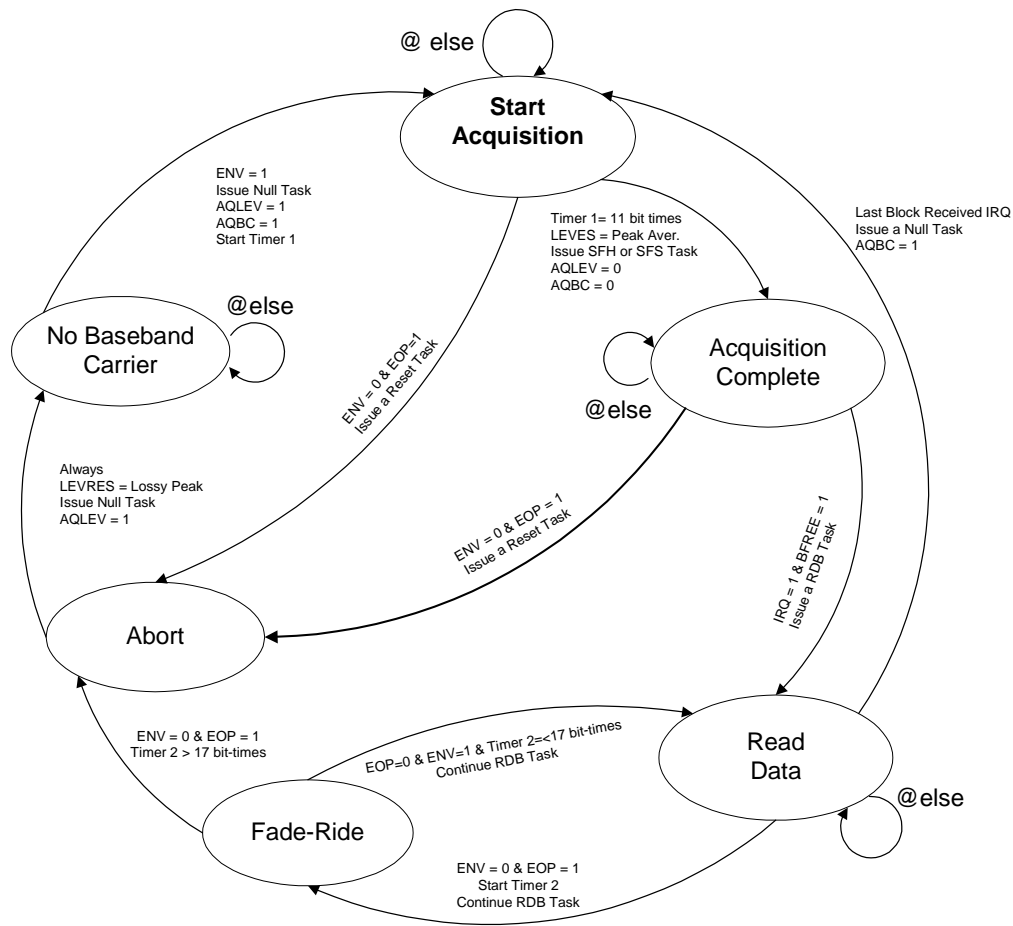 @ else
Start
Acquisition
ENV = 1
Issue Null Task
AQLEV = 1
AQBC = 1
Start Timer 1
Timer 1= 11 bit times
LEVES = Peak Aver.
Issue SFH or SFS Task
AQLEV = 0
AQBC = 0
Last Block Received IRQ
Issue a Null Task
AQBC = 1
@else
No Baseband
Carrier
Acquisition
Complete
@else
ENV = 0 & EOP=1
Issue a Reset Task
Always
LEVRES = Lossy Peak
Issue Null Task
AQLEV = 1
ENV = 0 & EOP = 1
Issue a Reset Task
IRQ = 1 & BFREE = 1
Issue a RDB Task
Abort
ENV = 0 & EOP = 1
Timer 2 > 17 bit-times
EOP=0 & ENV=1 & Timer 2=<17 bit-times
Continue RDB Task
Read
Data
@else
Fade-Ride
ENV = 0 & EOP = 1
Start Timer 2
Continue RDB Task